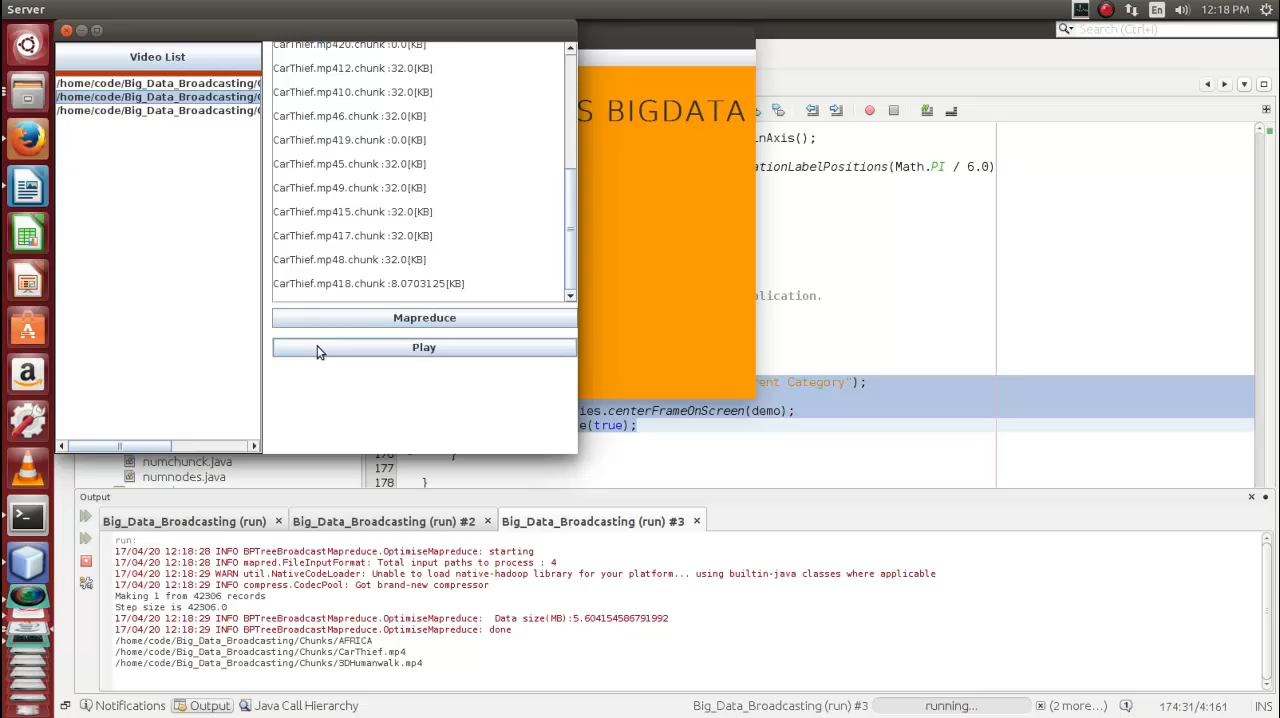 Server
En
12:18 PM
Search (Ctrl+I)
Video List
/home/code/Big_Data_Broadcasting/
/home/code/Big_Data_Broadcasting/
/home/code/Big_Data_Broadcasting/
CarThief.mp420.chunk :0.0[KB]
CarThief.mp412.chunk :32.0[KB]
CarThief.mp410.chunk :32.0[KB]
CarThief.mp46.chunk :32.0[KB]
CarThief.mp419.chunk :0.0[KB]
CarThief.mp45.chunk :32.0[KB]
CarThief.mp49.chunk :32.0[KB]
CarThief.mp415.chunk :32.0[KB]
CarThief.mp417.chunk :32.0[KB]
CarThief.mp48.chunk :32.0[KB]
CarThief.mp418.chunk :8.0703125[KB]
Mapreduce
Play
S BIGDATA
inAxis();
ationLabelPositions(Math.PI / 6.0)
plication.
rent Category");
ies.centerFrameOnScreen(demo);
e(true);
numchunck.java
numnodes.java
177
178
}
}
Output
Big_Data_Broadcasting (run)
Big_Data_Broadcasting (run) #2
Big_Data_Broadcasting (run) #3
run:
17/04/20 12:18:28 INFO BPTreeBroadcastMapreduce.OptimiseMapreduce: starting
17/04/20 12:18:28 INFO mapred.FileInputFormat: Total input paths to process : 4
17/04/20 12:18:29 WARN util.NativeCodeLoader: Unable to load native-hadoop library for your platform... using builtin-java classes where applicable
17/04/20 12:18:29 INFO compress.CodecPool: Got brand-new compressor
Making 1 from 42306 records
Step size is 42306.0
17/04/20 12:18:29 INFO BPTreeBroadcastMapreduce.OptimiseMapreduce:  Data size(MB):5.604154586791992
17/04/20 12:18:29 INFO BPTreeBroadcastMapreduce.OptimiseMapreduce: done
/home/code/Big_Data_Broadcasting/Chunks/AFRICA
/home/code/Big_Data_Broadcasting/Chunks/CarThief.mp4
/home/code/Big_Data_Broadcasting/Chunks/3DHumanwalk.mp4
Notifications
Output
Java Call Hierarchy
Big_Data_Broadcasting (run) #3
running...
(2 more...)
1
174:31/4:161
INS